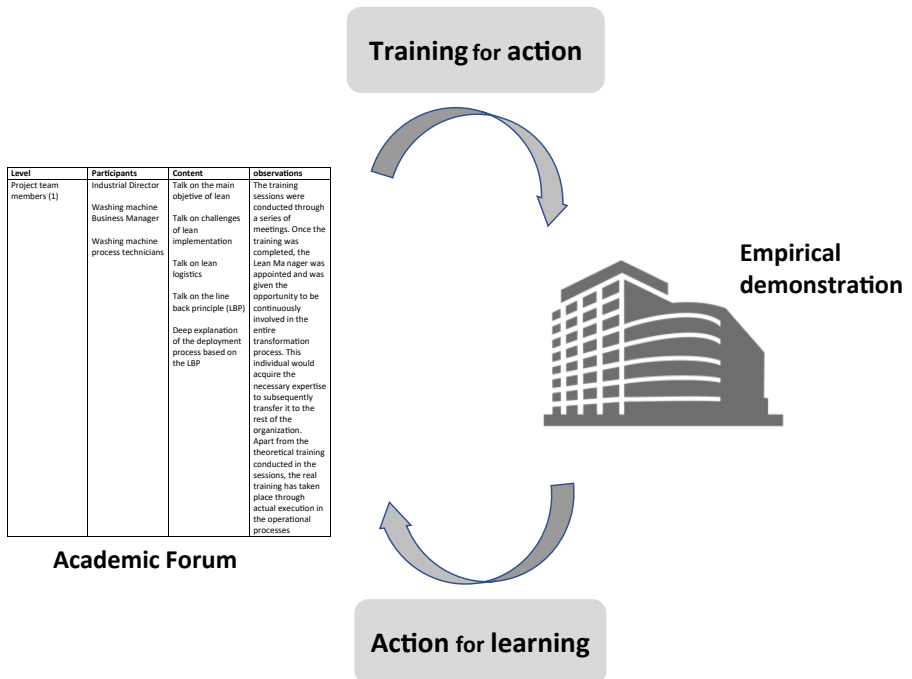 Training for action
Level Participants Content observations
Project team
members (1)
Industrial Director
Washing machine
Business Manager
Washing machine
process technicians
Talk on the main
objetive of lean
Talk on challenges
of lean
implementation
Talk on lean
logistics
Talk on the line
back principle (LBP)
Deep explanation
of the deployment
process based on
the LBP
The training
sessions were
conducted through
a series of
meetings. Once the
training was
completed, the
Lean Ma nager was
appointed and was
given the
opportunity to be
continuously
involved in the
entire
transformation
process. This
individual would
acquire the
necessary expertise
to subsequently
transfer it to the
rest of the
organization.
Apart from the
theoretical training
conducted in the
sessions, the real
training has taken
place through
actual execution in
the operational
processes
Empirical
demonstration
Academic Forum
Action for learning